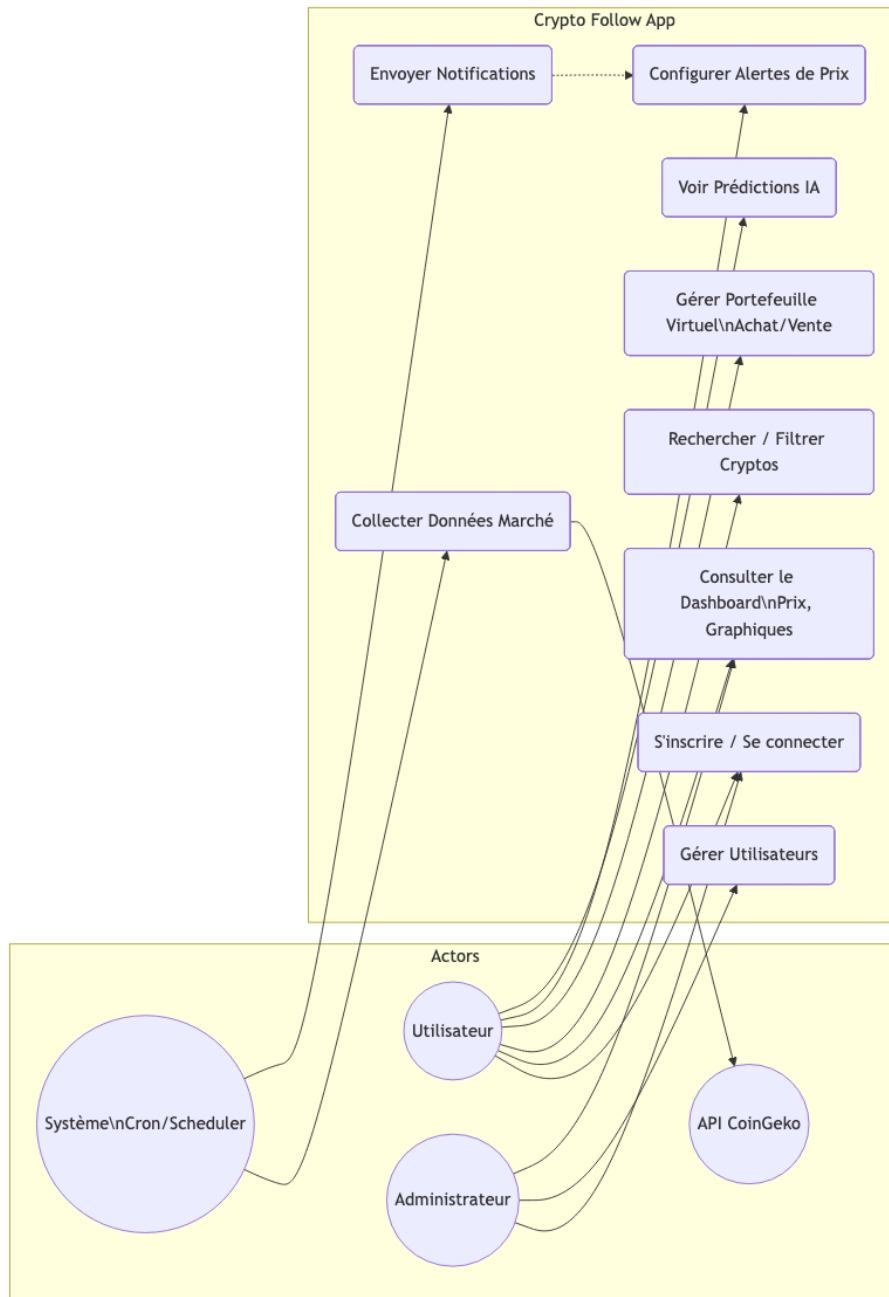 Crypto Follow App
Envoyer Notifications
Configurer Alertes de Prix
Voir Prédictions IA
Gérer Portefeuille
Virtuel\nAchat/Vente
Rechercher / Filtrer
Cryptos
Collecter Données Marché
Consulter le
Dashboard\nPrix,
Graphiques
S'inscrire / Se connecter
Gérer Utilisateurs
Actors
Utilisateur
Système\nCron/Scheduler
API CoinGeko
Administrateur